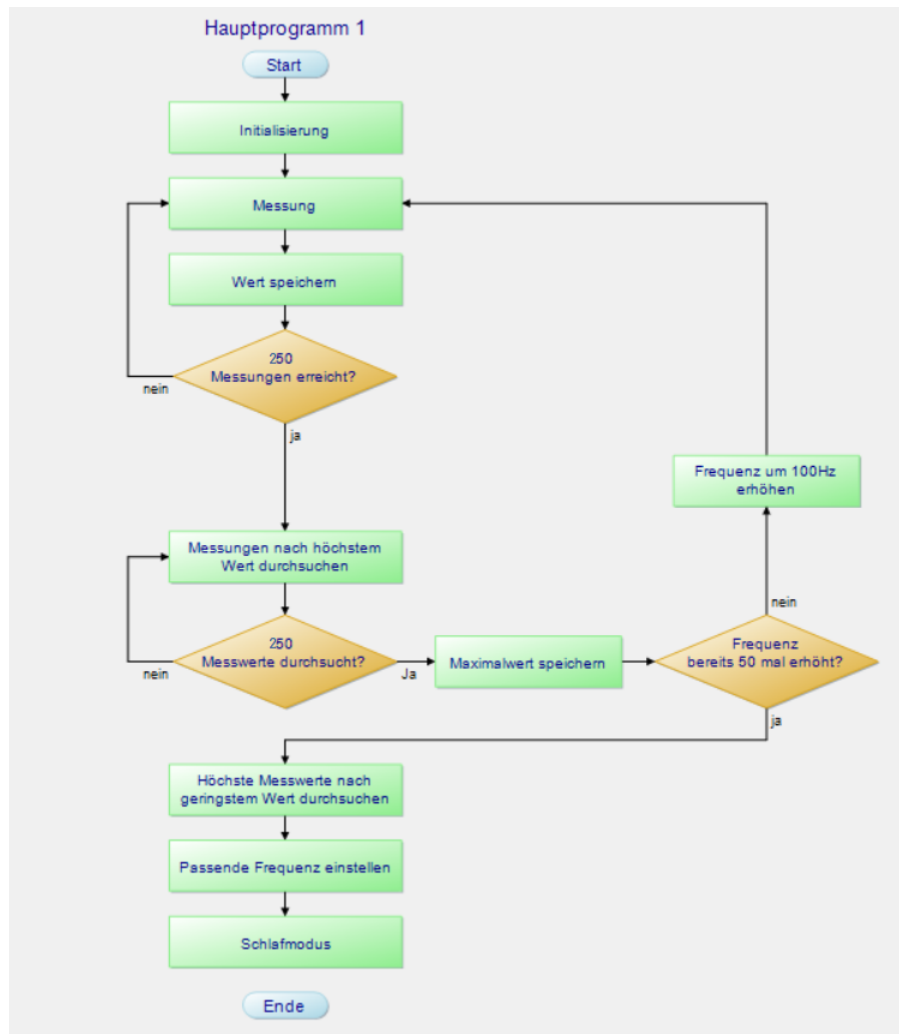 Hauptprogramm 1
Start
Initialisierung
Messung
Wert speichern
250
Messungen erreicht?
nein
ja
Frequenz um 100Hz
erhöhen
Messungen nach höchstem
Wert durchsuchen
nein
250
Messwerte durchsucht?
nein
Ja
Maximalwert speichern
Frequenz
bereits 50 mal erhöht?
ja
Höchste Messwerte nach
geringstem Wert durchsuchen
Passende Frequenz einstellen
Schlafmodus
Ende